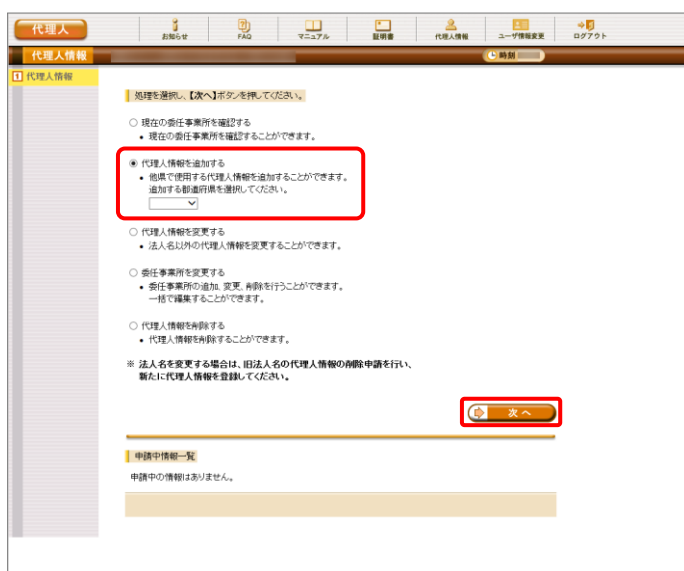 代理人
お知らせ
FAQ
マニュアル
証明書
代理人情報
ユーザ情報変更
ログアウト
代理人情報
時刻
1 代理人情報
処理を選択し、【次へ】ボタンを押してください。
○ 現在の委任事業所を確認する
• 現在の委任事業所を確認することができます。
◉ 代理人情報を追加する
• 他県で使用する代理人情報を追加することができます。
追加する都道府県を選択してください。
○ 代理人情報を変更する
• 法人名以外の代理人情報を変更することができます。
○ 委任事業所を変更する
• 委任事業所の追加、変更、削除を行うことができます。
一括で編集することができます。
○ 代理人情報を削除する
• 代理人情報を削除することができます。
※ 法人名を変更する場合は、旧法人名の代理人情報の削除申請を行い、
新たに代理人情報を登録してください。
次へ
申請中情報一覧
申請中の情報はありません。